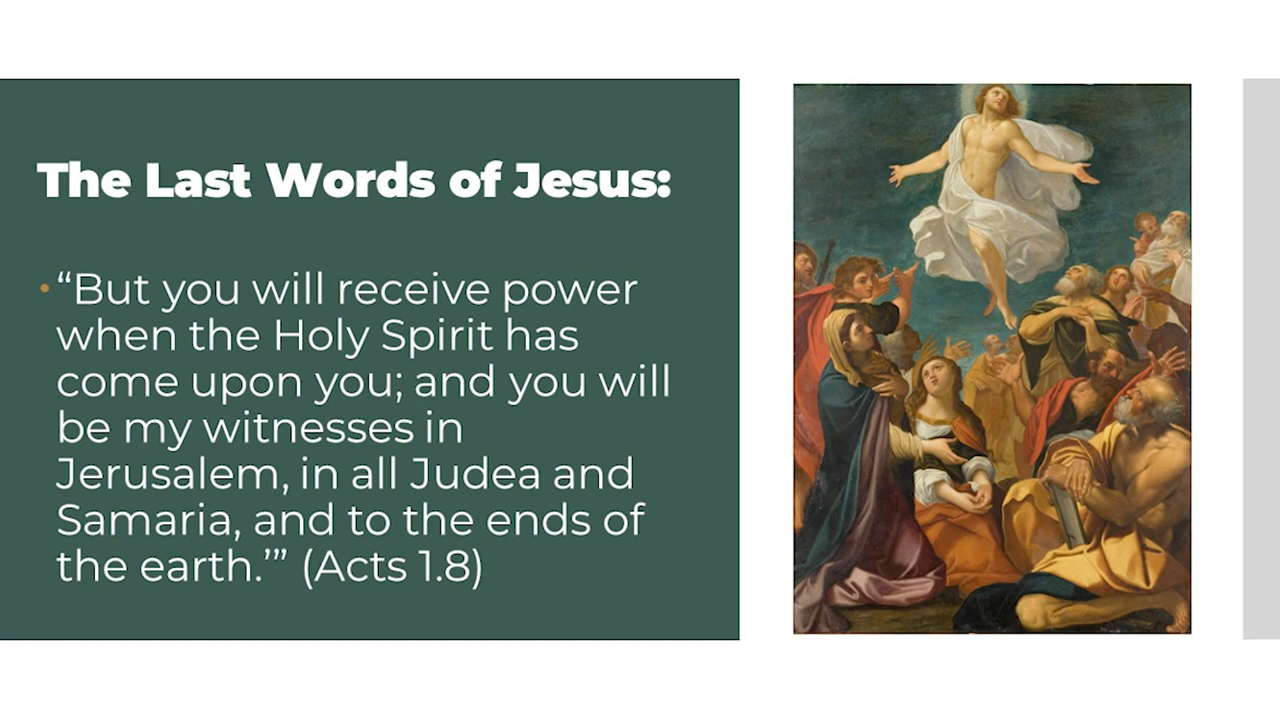 The Last Words of Jesus:
• “But you will receive power
when the Holy Spirit has
come upon you; and you will
be my witnesses in
Jerusalem, in all Judea and
Samaria, and to the ends of
the earth.’” (Acts 1.8)